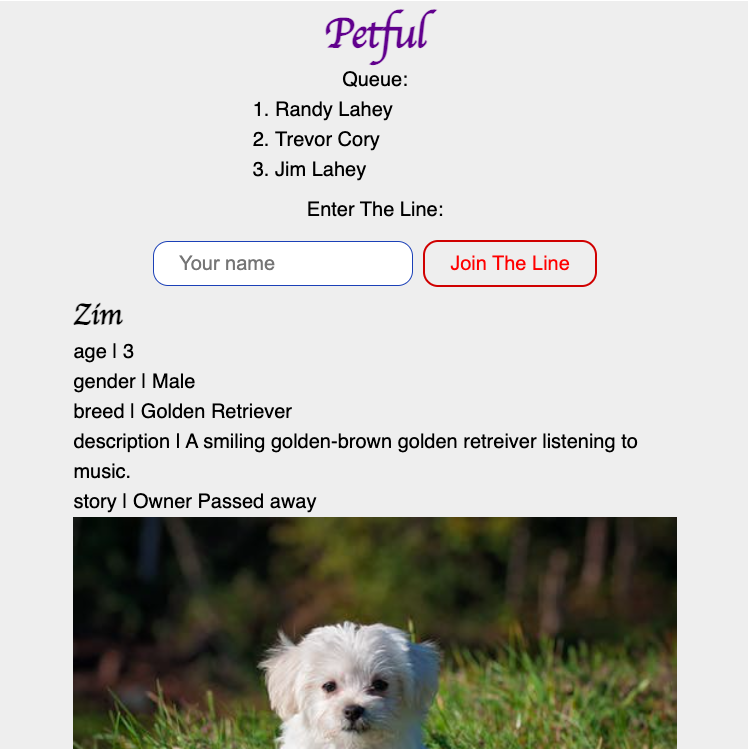 Petful
Queue:
1. Randy Lahey
2. Trevor Cory
3. Jim Lahey
Enter The Line:
Your name
Join The Line
Zim
age | 3
gender | Male
breed | Golden Retriever
description | A smiling golden-brown golden retreiver listening to
music.
story | Owner Passed away